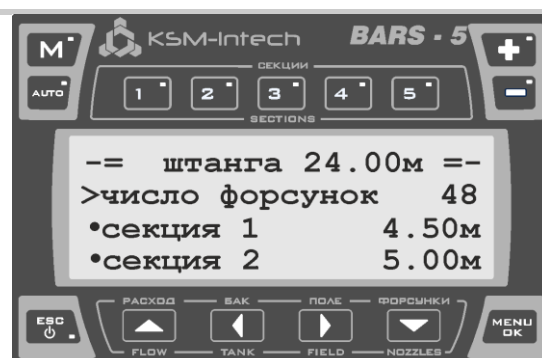 M KSM-Intech BARS - 5 +
AUTO СЕКЦИИ -
1 2 3 4 5
SECTIONS
-= штанга 24.00м =-
>число форсунок 48
•секция 1 4.50м
•секция 2 5.00м
РАСХОД БАК ПОЛЕ ФОРСУНКИ
ESC MENU OK
FLOW TANK FIELD NOZZLES